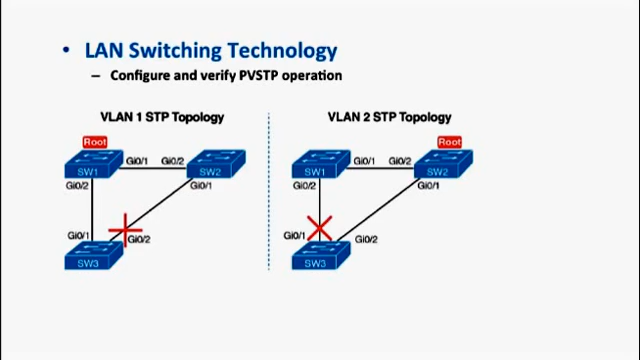 • LAN Switching Technology
– Configure and verify PVSTP operation
VLAN 1 STP Topology
Root
Gi0/1 Gi0/2
SW1 SW2
Gi0/2 Gi0/1
Gi0/1 Gi0/2
SW3
VLAN 2 STP Topology
Root
Gi0/1 Gi0/2
SW1 SW2
Gi0/2 Gi0/1
Gi0/1 Gi0/2
SW3